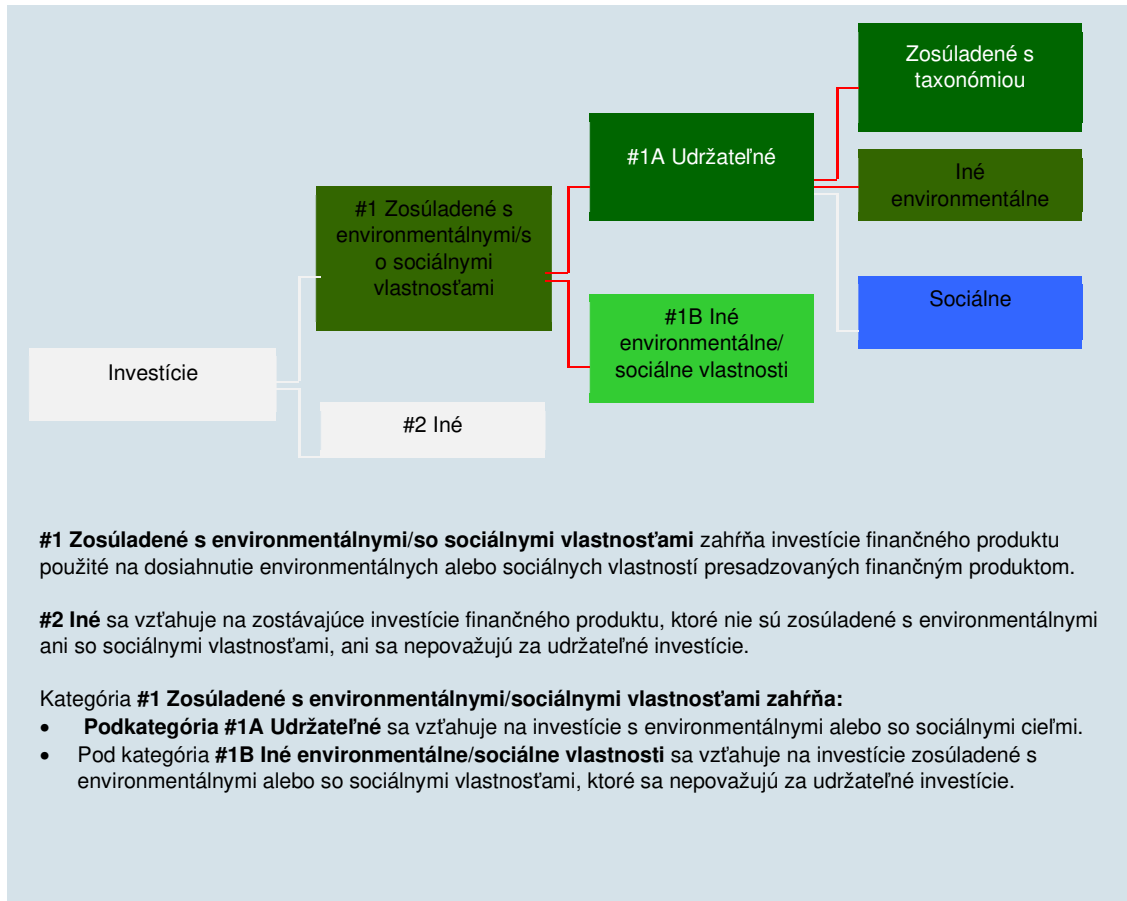 Zosúladené s
taxonómiou
#1A Udržateľné
Iné
environmentálne
#1 Zosúladené s
environmentálnymi/s
o sociálnymi
vlastnosťami
Sociálne
#1B Iné
environmentálne/
sociálne vlastnosti
Investície
#2 Iné
#1 Zosúladené s environmentálnymi/so sociálnymi vlastnosťami zahŕňa investície finančného produktu
použité na dosiahnutie environmentálnych alebo sociálnych vlastností presadzovaných finančným produktom.
#2 Iné sa vzťahuje na zostávajúce investície finančného produktu, ktoré nie sú zosúladené s environmentálnymi
ani so sociálnymi vlastnosťami, ani sa nepovažujú za udržateľné investície.
Kategória #1 Zosúladené s environmentálnymi/sociálnymi vlastnosťami zahŕňa:
• Podkategória #1A Udržateľné sa vzťahuje na investície s environmentálnymi alebo so sociálnymi cieľmi.
• Pod kategória #1B Iné environmentálne/sociálne vlastnosti sa vzťahuje na investície zosúladené s
environmentálnymi alebo so sociálnymi vlastnosťami, ktoré sa nepovažujú za udržateľné investície.